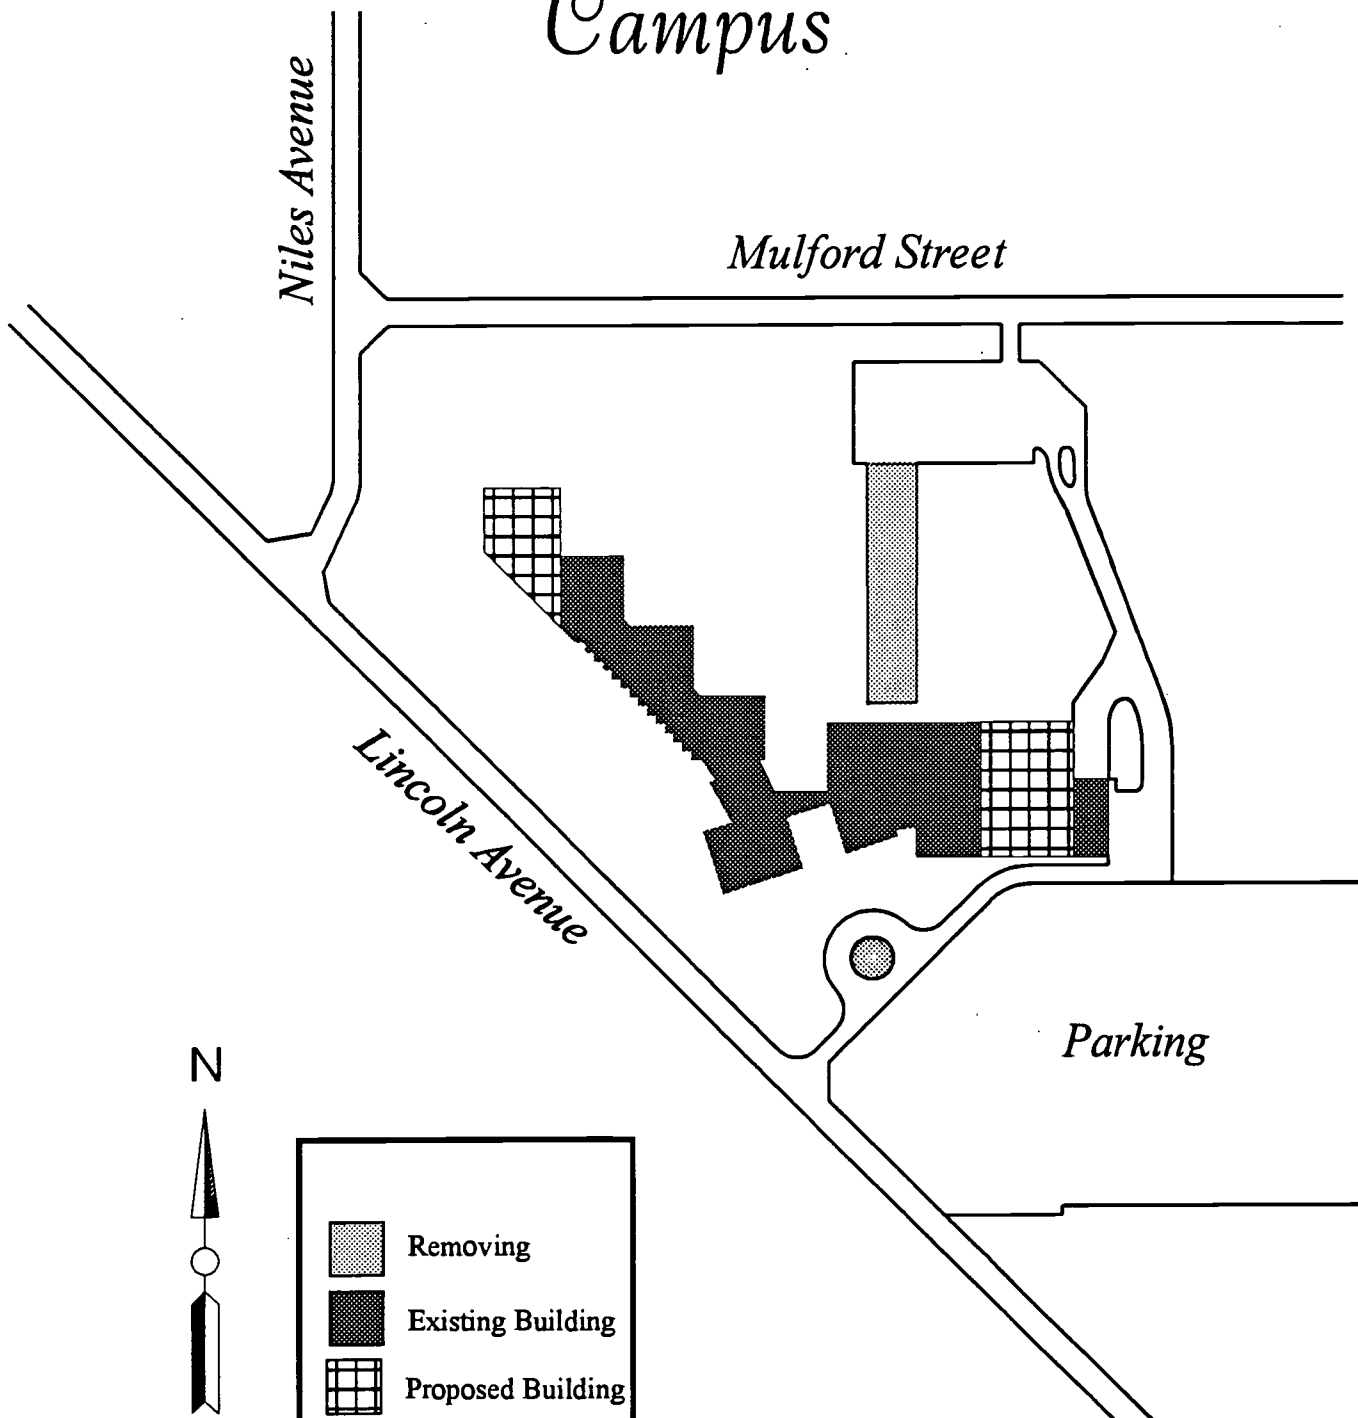 Campus
Niles Avenue
Mulford Street
Lincoln Avenue
Parking
N
Removing
Existing Building
Proposed Building